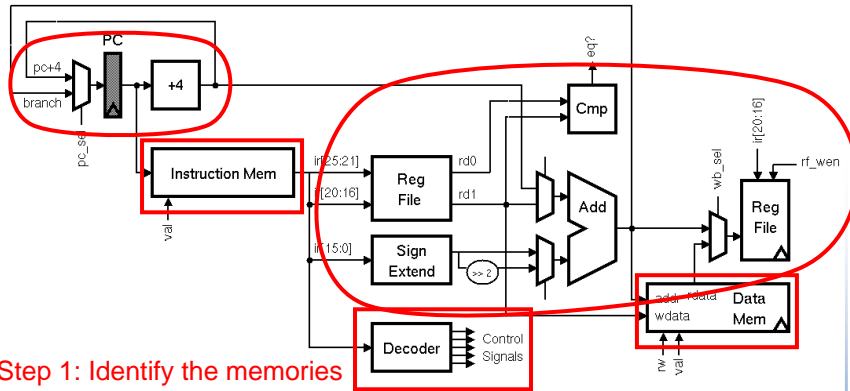 PC
eq?
pc+4
+4
branch
Cmp
pc_sel
ir[20:16]
rf_wen
wb_sel
ir[25:21]
rd0
Instruction Mem
Reg
File
ir[20:16]
rd1
Add
Reg
File
val
ir[15:0]
Sign
Extend
>> 2
addr
rdata
Data
wdata
Mem
Decoder
Control
Signals
rw
val
Step 1: Identify the memories